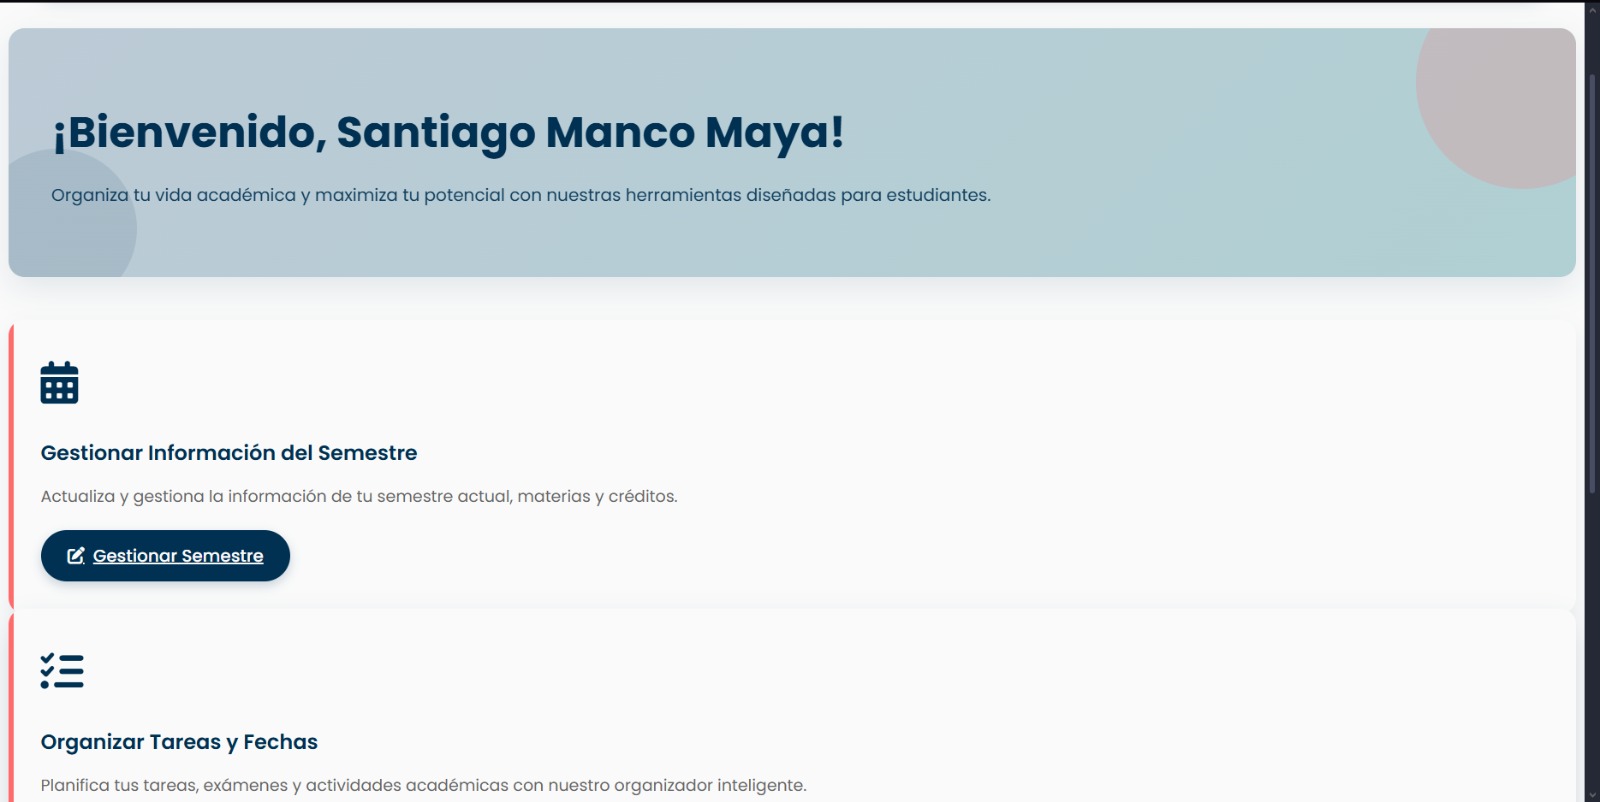 ¡Bienvenido, Santiago Manco Maya!
Organiza tu vida académica y maximiza tu potencial con nuestras herramientas diseñadas para estudiantes.
Gestionar Información del Semestre
Actualiza y gestiona la información de tu semestre actual, materias y créditos.
Gestionar Semestre
Organizar Tareas y Fechas
Planifica tus tareas, exámenes y actividades académicas con nuestro organizador inteligente.